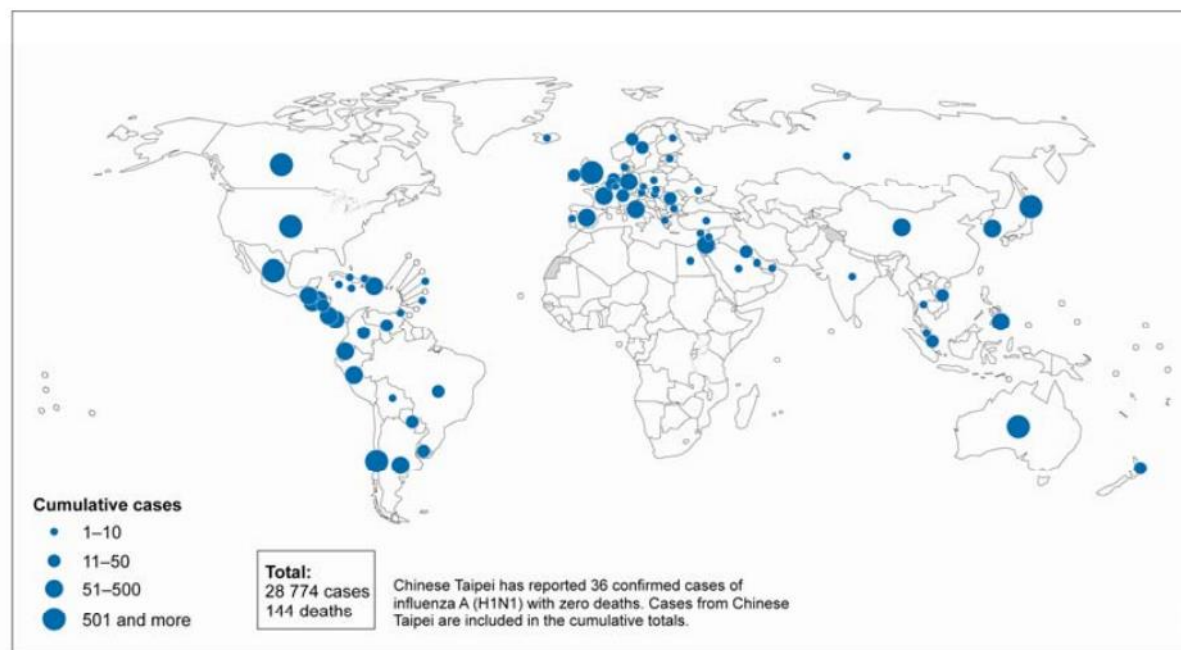 Cumulative cases
1–10
11–50
51–500
501 and more
Total:
28 774 cases
144 deaths
Chinese Taipei has reported 36 confirmed cases of
influenza A (H1N1) with zero deaths. Cases from Chinese
Taipei are included in the cumulative totals.